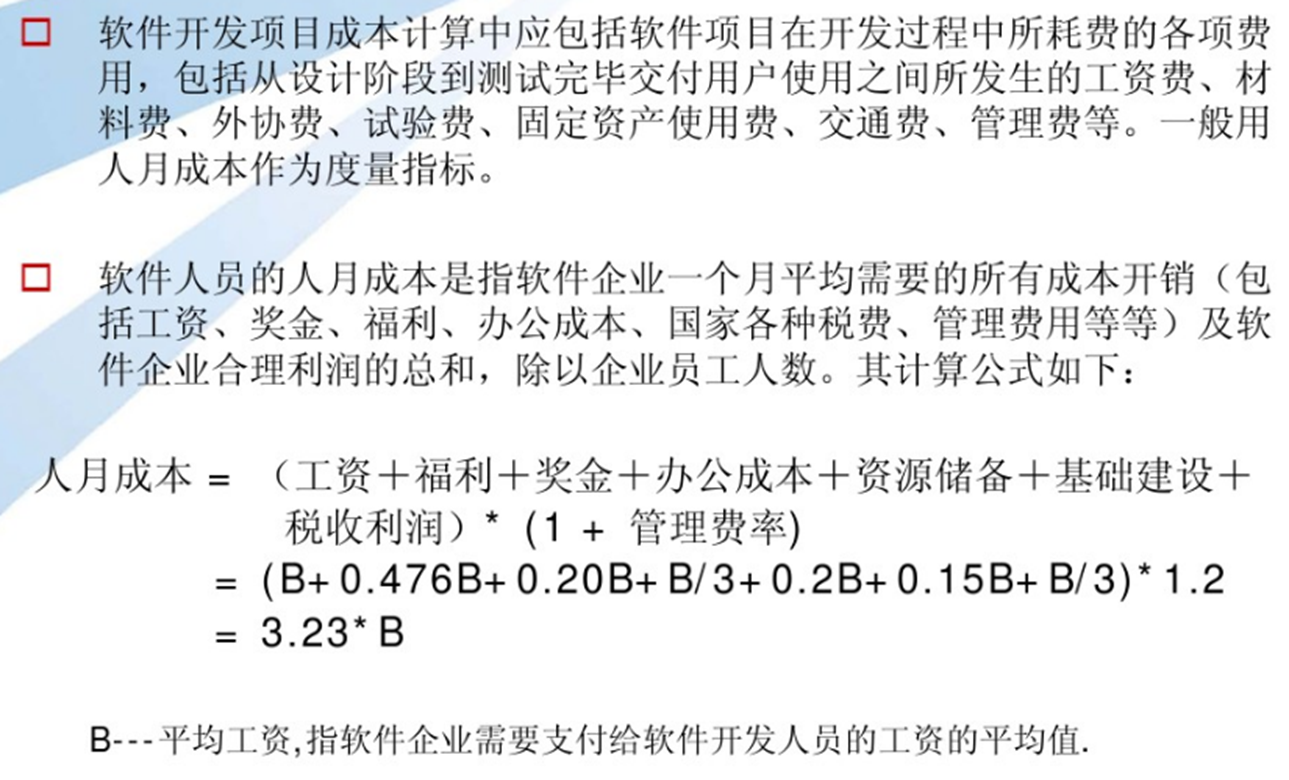 软件开发项目成本计算中应包括软件项目在开发过程中所耗费的各项费
用，包括从设计阶段到测试完毕交付用户使用之间所发生的工资费、材
料费、外协费、试验费、固定资产使用费、交通费、管理费等。一般用
人月成本作为度量指标。
软件人员的人月成本是指软件企业一个月平均需要的所有成本开销（包
括工资、奖金、福利、办公成本、国家各种税费、管理费用等等）及软
件企业合理利润的总和，除以企业员工人数。其计算公式如下：
人月成本 = （工资＋福利＋奖金＋办公成本＋资源储备＋基础建设＋
税收利润）* (1 + 管理费率)
= (B+0.476B+0.20B+B/3+0.2B+0.15B+B/3)*1.2
= 3.23*B
B---平均工资,指软件企业需要支付给软件开发人员的工资的平均值.